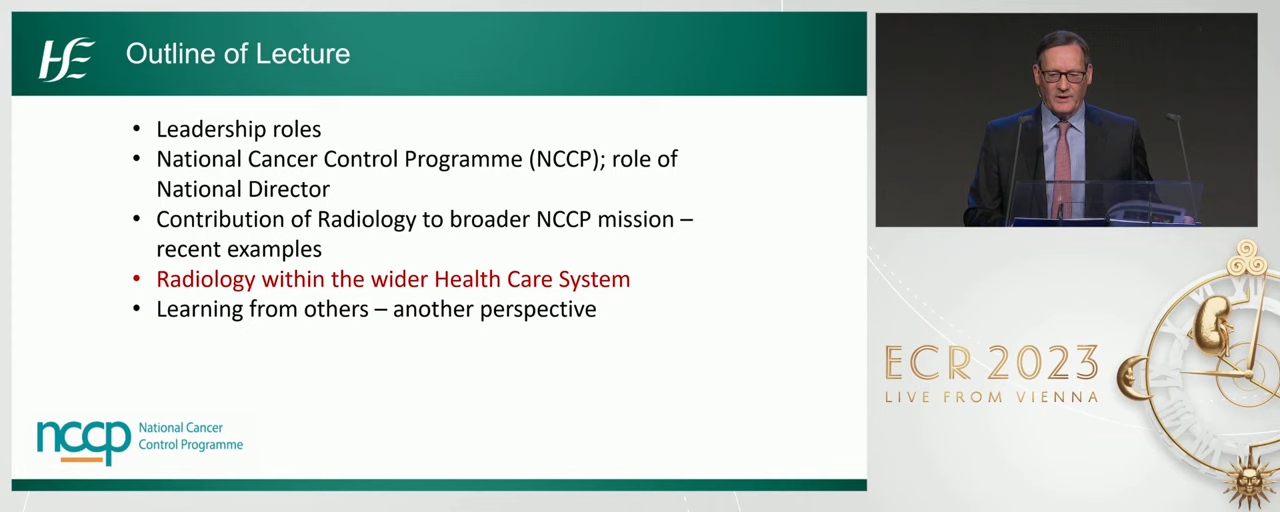 HSE
Outline of Lecture
• Leadership roles
• National Cancer Control Programme (NCCP); role of
National Director
• Contribution of Radiology to broader NCCP mission –
recent examples
• Radiology within the wider Health Care System
• Learning from others – another perspective
nccp
National Cancer
Control Programme
ECR 2023
LIVE FROM VIENNA